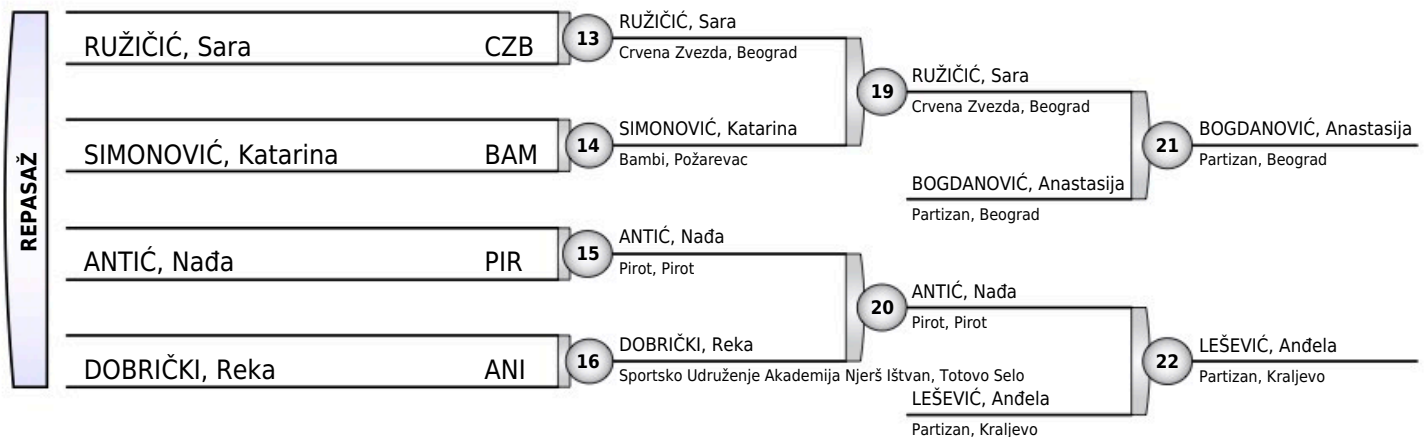 REPASAŽ
RUŽIČIĆ, Sara CZB
13
RUŽIČIĆ, Sara
Crvena Zvezda, Beograd
SIMONOVIĆ, Katarina BAM
14
SIMONOVIĆ, Katarina
Bambi, Požarevac
19
RUŽIČIĆ, Sara
Crvena Zvezda, Beograd
BOGDANOVIĆ, Anastasija
Partizan, Beograd
21
BOGDANOVIĆ, Anastasija
Partizan, Beograd
ANTIĆ, Nađa PIR
15
ANTIĆ, Nađa
Pirot, Pirot
DOBRIČKI, Reka ANI
16
DOBRIČKI, Reka
Sportsko Udruženje Akademija Njerš Ištvan, Totovo Selo
20
ANTIĆ, Nađa
Pirot, Pirot
LEŠEVIĆ, Anđela
Partizan, Kraljevo
22
LEŠEVIĆ, Anđela
Partizan, Kraljevo